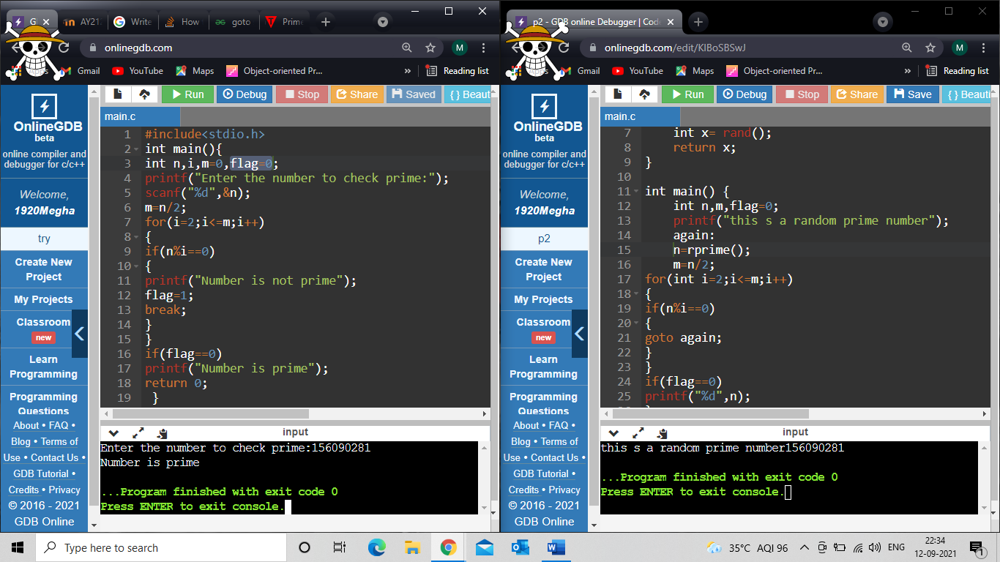 G
AY21
Write
How
goto
Prime
onlinegdb.com
M
Apps
Gmail
YouTube
Maps
Object-oriented Pr...
»
Reading list
OnlineGDB
beta
online compiler and
debugger for c/c++
Welcome,
1920Megha
try
Create New
Project
My Projects
Classroom
new
Learn
Programming
Programming
Questions
About • FAQ •
Blog • Terms of
Use • Contact Us •
GDB Tutorial •
Credits • Privacy
© 2016 - 2021
GDB Online
Run Debug Stop Share Saved { } Beaut
main.c
1 #include<stdio.h>
2 int main(){
3 int n,i,m=0,flag=0;
4 printf("Enter the number to check prime:");
5 scanf("%d",&n);
6 m=n/2;
7 for(i=2;i<=m;i++)
8 {
9 if(n%i==0)
10 {
11 printf("Number is not prime");
12 flag=1;
13 break;
14 }
15 }
16 if(flag==0)
17 printf("Number is prime");
18 return 0;
19 }
input
Enter the number to check prime:156090281
Number is prime
...Program finished with exit code 0
Press ENTER to exit console.
p2 - GDB online Debugger | Code
onlinegdb.com/edit/KlBoSBSwJ
M
Apps
Gmail
YouTube
Maps
Object-oriented Pr...
»
Reading list
OnlineGDB
beta
online compiler and
debugger for c/c++
Welcome,
1920Megha
p2
Create New
Project
My Projects
Classroom
new
Learn
Programming
Programming
Questions
About • FAQ •
Blog • Terms of
Use • Contact Us •
GDB Tutorial •
Credits • Privacy
© 2016 - 2021
GDB Online
Run Debug Stop Share Save { } Beauti
main.c
7 int x= rand();
8 return x;
9 }
10
11 int main() {
12 int n,m,flag=0;
13 printf("this s a random prime number");
14 again:
15 n=rprime();
16 m=n/2;
17 for(int i=2;i<=m;i++)
18 {
19 if(n%i==0)
20 {
21 goto again;
22 }
23 }
24 if(flag==0)
25 printf("%d",n);
input
this s a random prime number156090281
...Program finished with exit code 0
Press ENTER to exit console.
Type here to search
35°C AQI 96
ENG
22:34
12-09-2021
1